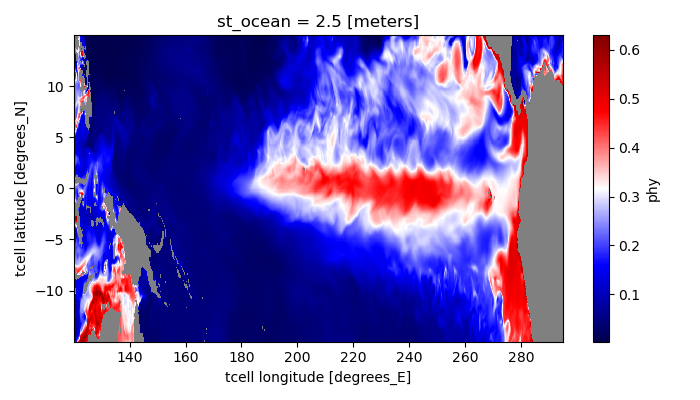 st_ocean = 2.5 [meters]
tcell latitude [degrees_N]
10
5
0
−5
−10
140 160 180 200 220 240 260 280
tcell longitude [degrees_E]
0.6
0.5
0.4
0.3
0.2
0.1
phy